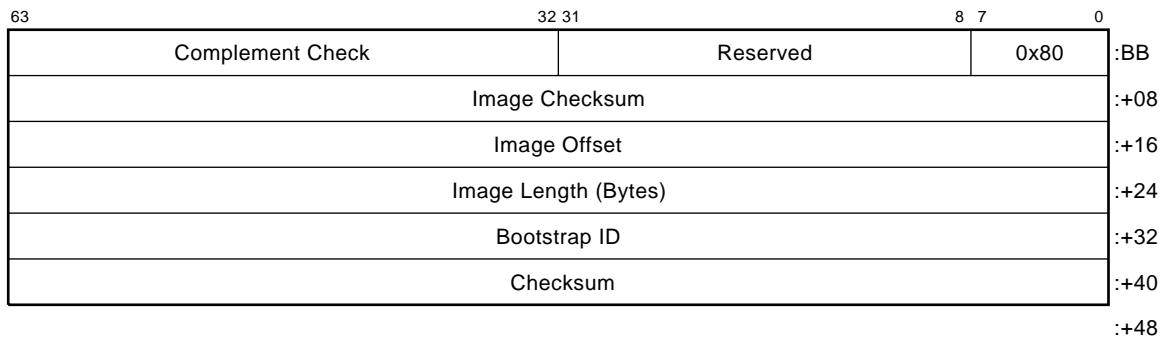 63 32 31 8 7 0
Complement Check Reserved 0x80 :BB
Image Checksum :+08
Image Offset :+16
Image Length (Bytes) :+24
Bootstrap ID :+32
Checksum :+40
:+48